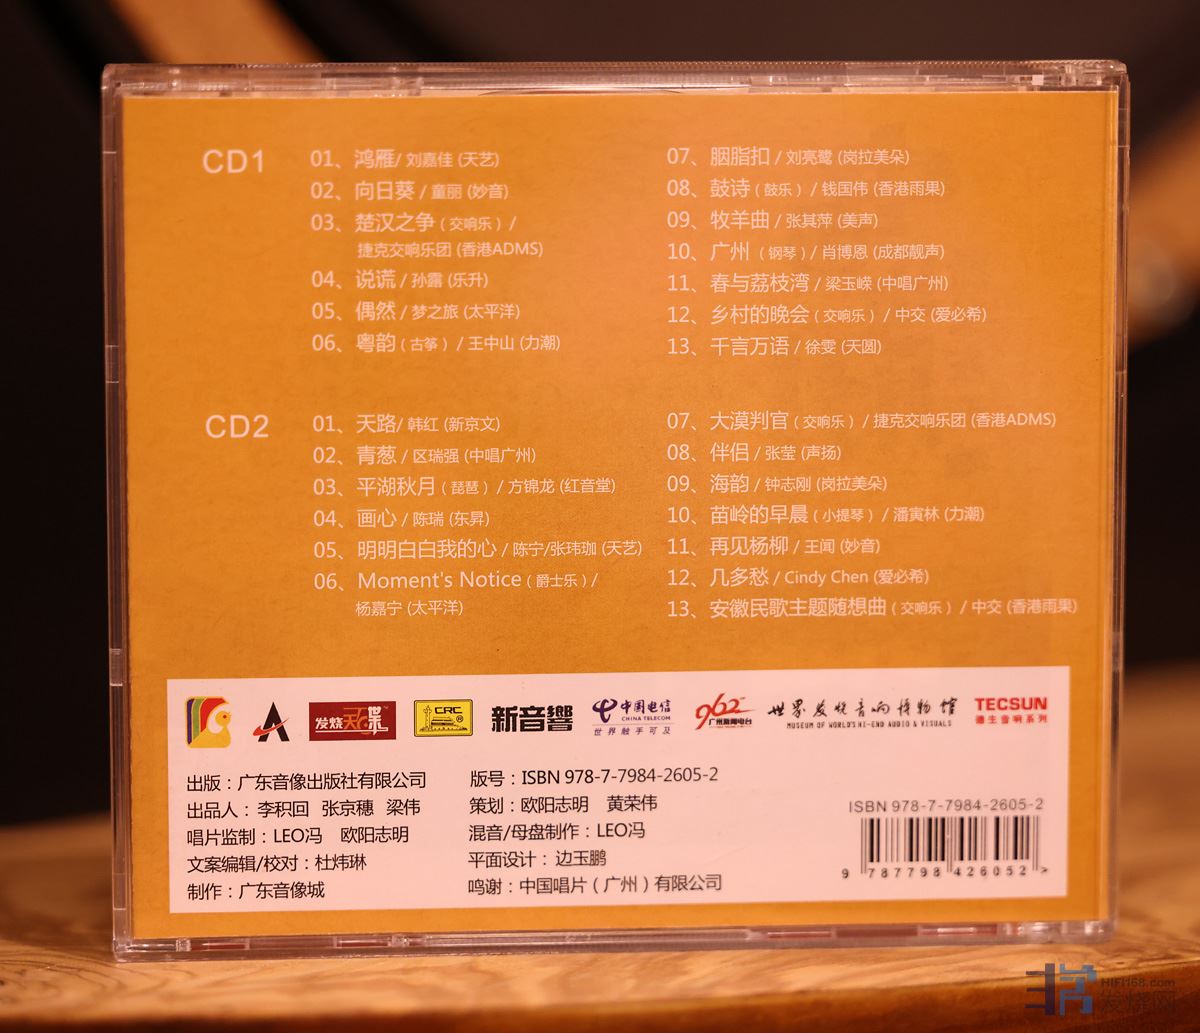 CD1
01、鸿雁/ 刘嘉佳 (天艺)
02、向日葵 / 童丽 (妙音)
03、楚汉之争（交响乐）/
捷克交响乐团 (香港ADMS)
04、说谎 / 孙露 (乐升)
05、偶然 / 梦之旅 (太平洋)
06、粤韵（古筝）/ 王中山 (力潮)
07、胭脂扣 / 刘亮鹭 (岗拉美朵)
08、鼓诗（鼓乐）/ 钱国伟 (香港雨果)
09、牧羊曲 / 张其萍 (美声)
10、广州（钢琴）/ 肖博恩 (成都靓声)
11、春与荔枝湾 / 梁玉嵘 (中唱广州)
12、乡村的晚会（交响乐）/ 中交 (爱必希)
13、千言万语 / 徐雯 (天圆)
CD2
01、天路/ 韩红 (新京文)
02、青葱 / 区瑞强 (中唱广州)
03、平湖秋月（琵琶）/ 方锦龙 (红音堂)
04、画心 / 陈瑞 (东昇)
05、明明白白我的心 / 陈宁/张玮珈 (天艺)
06、Moment's Notice（爵士乐）/
杨嘉宁 (太平洋)
07、大漠判官（交响乐）/ 捷克交响乐团 (香港ADMS)
08、伴侣 / 张莹 (声扬)
09、海韵 / 钟志刚 (岗拉美朵)
10、苗岭的早晨（小提琴）/ 潘寅林 (力潮)
11、再见杨柳 / 王闻 (妙音)
12、几多愁 / Cindy Chen (爱必希)
13、安徽民歌主题随想曲（交响乐）/ 中交 (香港雨果)
发烧天碟
CRC
新音響
中国电信
CHINA TELECOM
世界触手可及
962
广州新闻电台
世界发烧音响博物馆
MUSEUM OF WORLD'S HI-END AUDIO & VISUALS
TECSUN
德生音响系列
出版：广东音像出版社有限公司
出品人：李积回 张京穗 梁伟
唱片监制：LEO冯 欧阳志明
文案编辑/校对：杜炜琳
制作：广东音像城
版号：ISBN 978-7-7984-2605-2
策划：欧阳志明 黄荣伟
混音/母盘制作：LEO冯
平面设计：边玉鹏
鸣谢：中国唱片（广州）有限公司
ISBN 978-7-7984-2605-2
9 787798 426052 >
HIFI168.com
发烧网